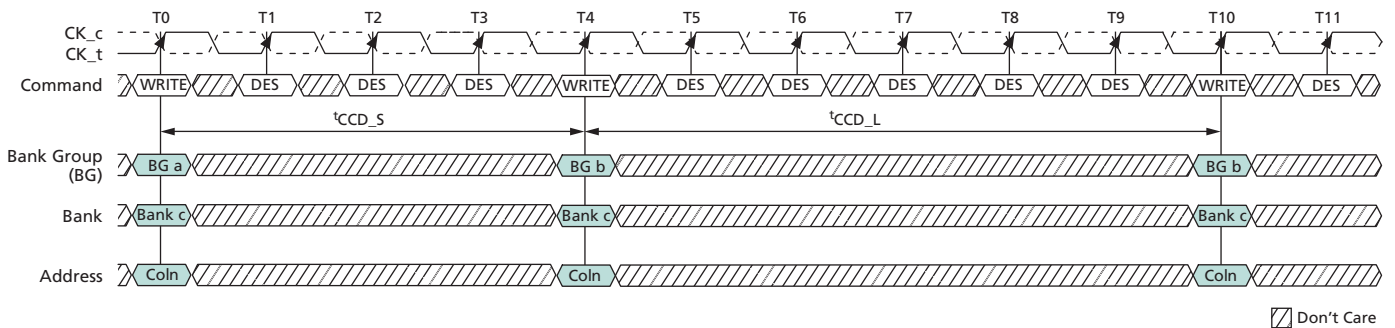 T0 T1 T2 T3 T4 T5 T6 T7 T8 T9 T10 T11
CK_c
CK_t
Command WRITE DES DES DES WRITE DES DES DES DES DES WRITE DES
tCCD_S tCCD_L
Bank Group
(BG) BG a BG b BG b
Bank Bank c Bank c Bank c
Address Coln Coln Coln
Don't Care